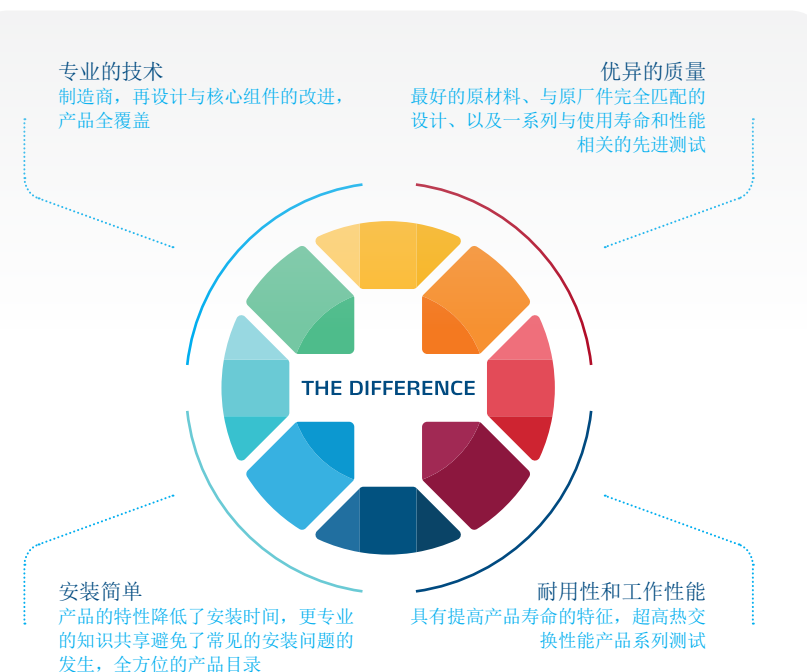 专业的技术
制造商，再设计与核心组件的改进，
产品全覆盖
优异的质量
最好的原材料、与原厂件完全匹配的
设计、以及一系列与使用寿命和性能
相关的先进测试
THE DIFFERENCE
安装简单
产品的特性降低了安装时间，更专业
的知识共享避免了常见的安装问题的
发生，全方位的产品目录
耐用性和工作性能
具有提高产品寿命的特征，超高热交
换性能产品系列测试